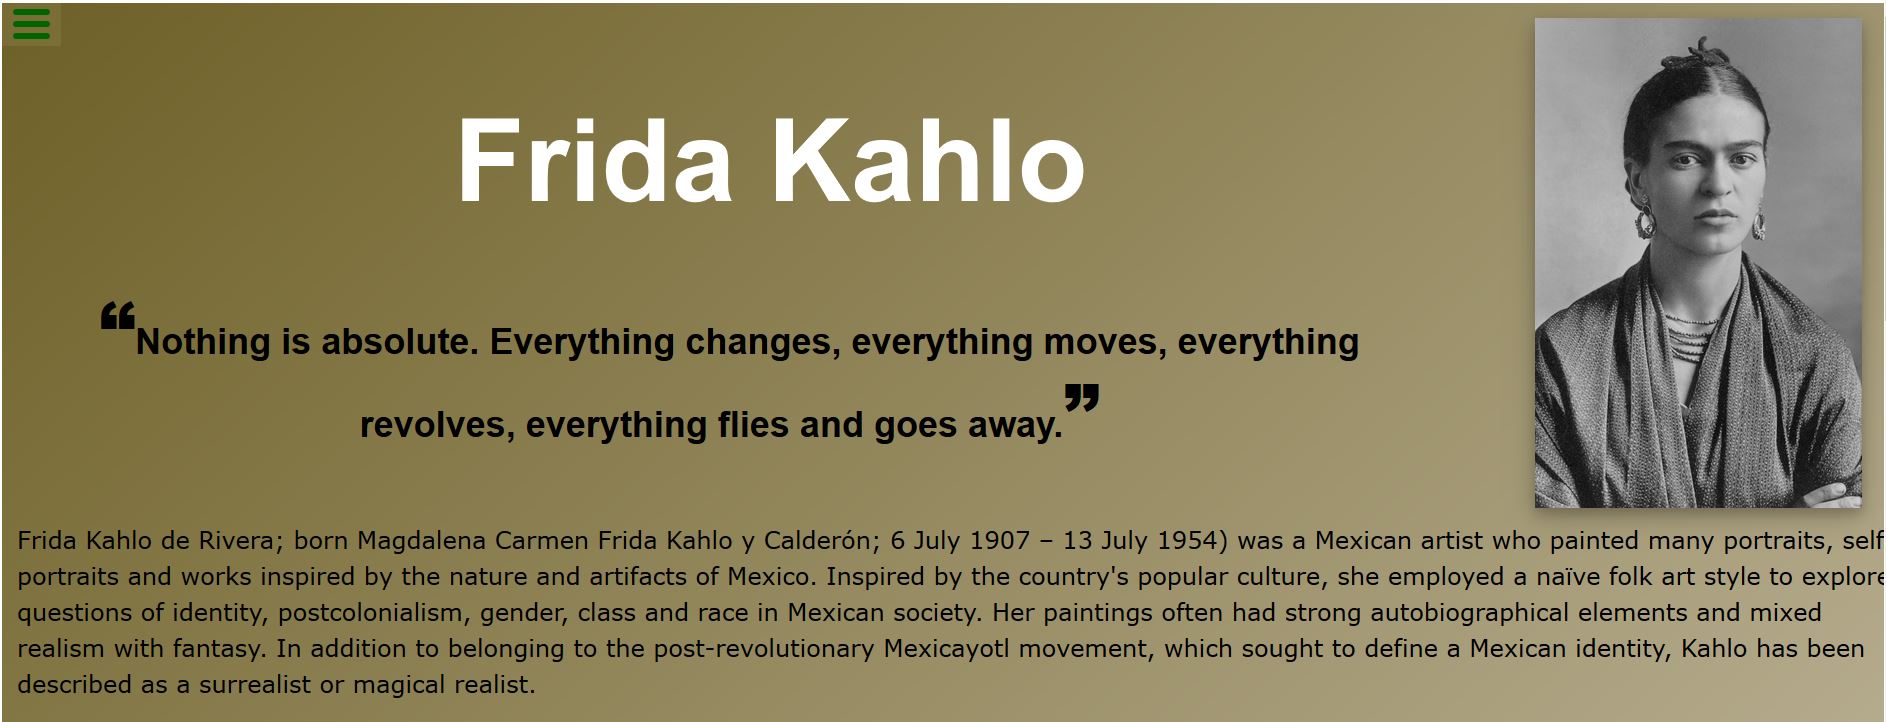 Frida Kahlo
“Nothing is absolute. Everything changes, everything moves, everything
revolves, everything flies and goes away.”
Frida Kahlo de Rivera; born Magdalena Carmen Frida Kahlo y Calderón; 6 July 1907 – 13 July 1954) was a Mexican artist who painted many portraits, self
portraits and works inspired by the nature and artifacts of Mexico. Inspired by the country's popular culture, she employed a naïve folk art style to explore
questions of identity, postcolonialism, gender, class and race in Mexican society. Her paintings often had strong autobiographical elements and mixed
realism with fantasy. In addition to belonging to the post-revolutionary Mexicayotl movement, which sought to define a Mexican identity, Kahlo has been
described as a surrealist or magical realist.